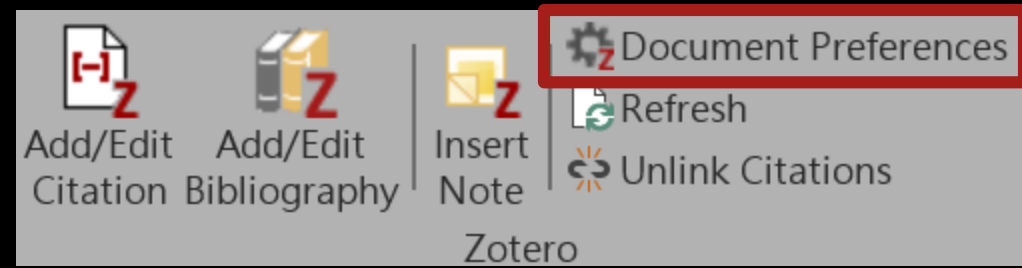 Add/Edit
Citation
Add/Edit
Bibliography
Insert
Note
Document Preferences
Refresh
Unlink Citations
Zotero